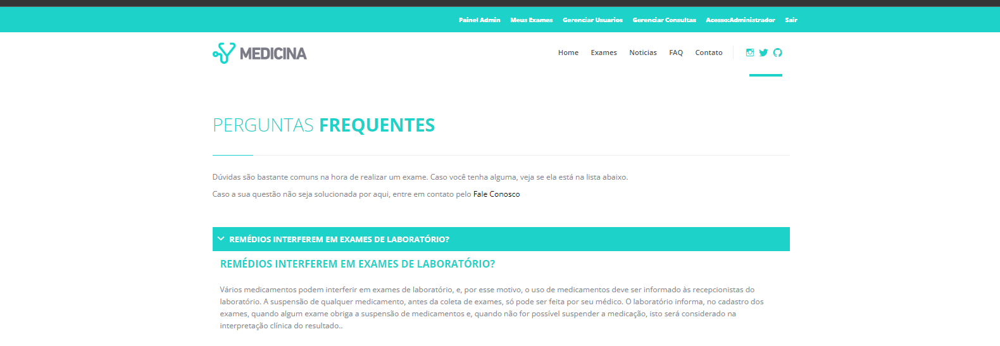 Painel Admin Meus Exames Gerenciar Usuarios Gerenciar Consultas Acesso:Administrador Sair
MEDICINA Home Exames Noticias FAQ Contato
PERGUNTAS FREQUENTES
Dúvidas são bastante comuns na hora de realizar um exame. Caso você tenha alguma, veja se ela está na lista abaixo.
Caso a sua questão não seja solucionada por aqui, entre em contato pelo Fale Conosco
REMÉDIOS INTERFEREM EM EXAMES DE LABORATÓRIO?
REMÉDIOS INTERFEREM EM EXAMES DE LABORATÓRIO?
Vários medicamentos podem interferir em exames de laboratório, e, por esse motivo, o uso de medicamentos deve ser informado às recepcionistas do
laboratório. A suspensão de qualquer medicamento, antes da coleta de exames, só pode ser feita por seu médico. O laboratório informa, no cadastro dos
exames, quando algum exame obriga a suspensão de medicamentos e, quando não for possível suspender a medicação, isto será considerado na
interpretação clínica do resultado..